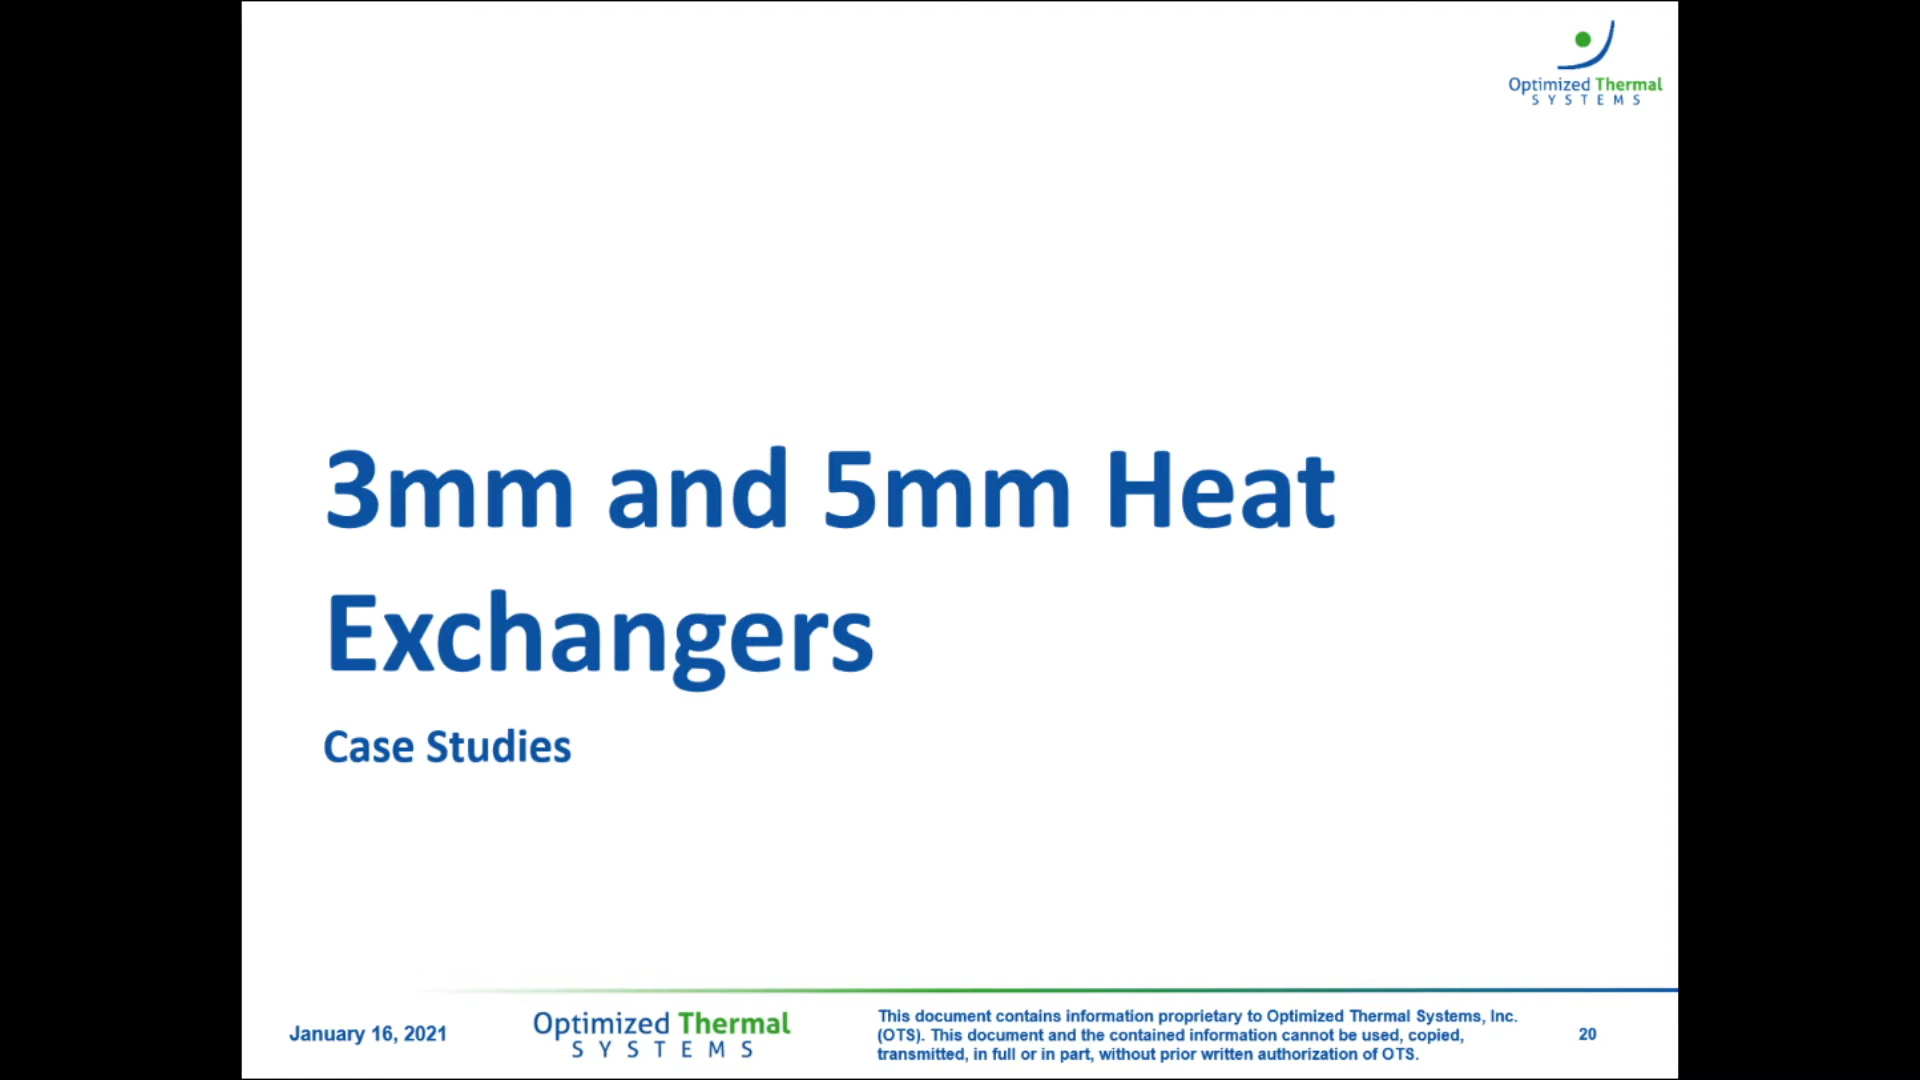 Optimized Thermal
SYSTEMS
3mm and 5mm Heat
Exchangers
Case Studies
January 16, 2021
Optimized Thermal
SYSTEMS
This document contains information proprietary to Optimized Thermal Systems, Inc.
(OTS). This document and the contained information cannot be used, copied,
transmitted, in full or in part, without prior written authorization of OTS.
20